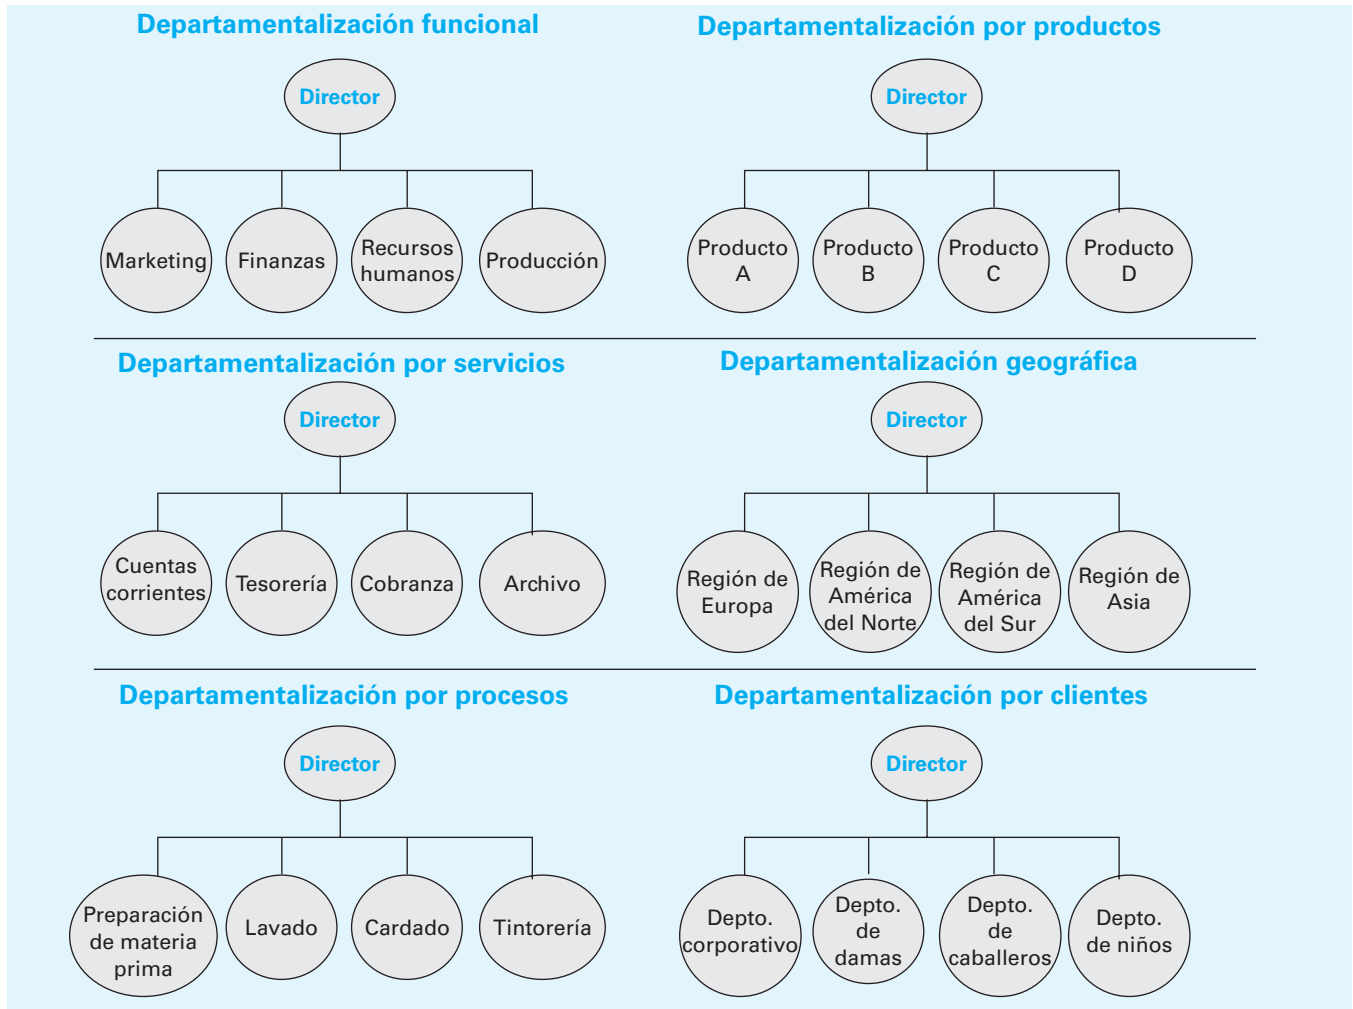 Departamentalización funcional
Director
Marketing
Finanzas
Recursos
humanos
Producción
Departamentalización por productos
Director
Producto
A
Producto
B
Producto
C
Producto
D
Departamentalización por servicios
Director
Cuentas
corrientes
Tesorería
Cobranza
Archivo
Departamentalización geográfica
Director
Región de
Europa
Región de
América
del Norte
Región de
América
del Sur
Región de
Asia
Departamentalización por procesos
Director
Preparación
de materia
prima
Lavado
Cardado
Tintorería
Departamentalización por clientes
Director
Depto.
corporativo
Depto.
de
damas
Depto.
de
caballeros
Depto.
de niños